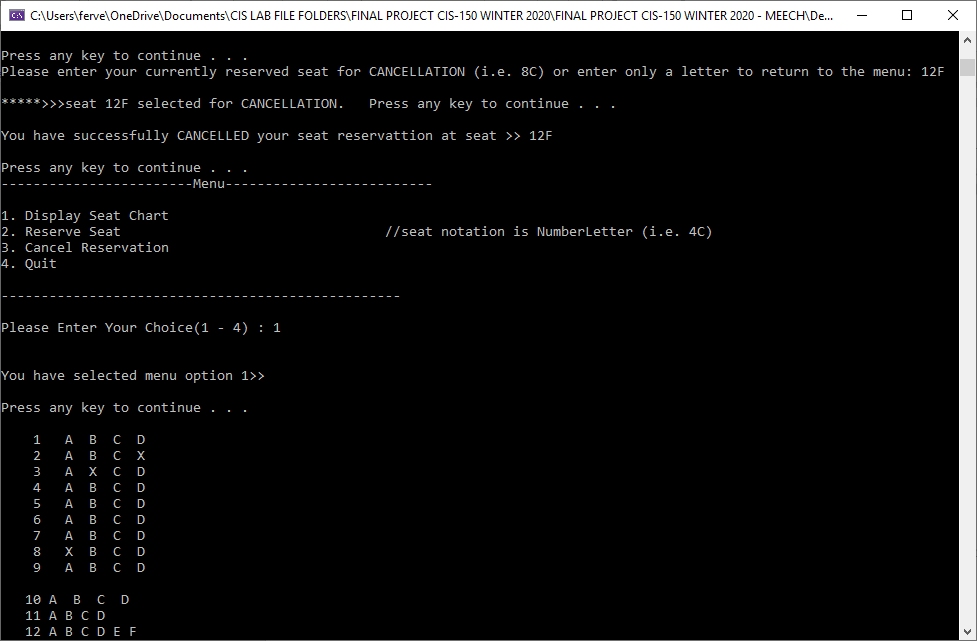 C:\Users\ferve\OneDrive\Documents\CIS LAB FILE FOLDERS\FINAL PROJECT CIS-150 WINTER 2020\FINAL PROJECT CIS-150 WINTER 2020 - MEECH\De...
Press any key to continue . . .
Please enter your currently reserved seat for CANCELLATION (i.e. 8C) or enter only a letter to return to the menu: 12F
*****>>>seat 12F selected for CANCELLATION.   Press any key to continue . . .
You have successfully CANCELLED your seat reservattion at seat >> 12F
Press any key to continue . . .
------------------------Menu--------------------------
1. Display Seat Chart
2. Reserve Seat                                 //seat notation is NumberLetter (i.e. 4C)
3. Cancel Reservation
4. Quit
--------------------------------------------------
Please Enter Your Choice(1 - 4) : 1
You have selected menu option 1>>
Press any key to continue . . .
    1   A  B  C  D
    2   A  B  C  X
    3   A  X  C  D
    4   A  B  C  D
    5   A  B  C  D
    6   A  B  C  D
    7   A  B  C  D
    8   X  B  C  D
    9   A  B  C  D
   10 A  B  C  D
   11 A B C D
   12 A B C D E F